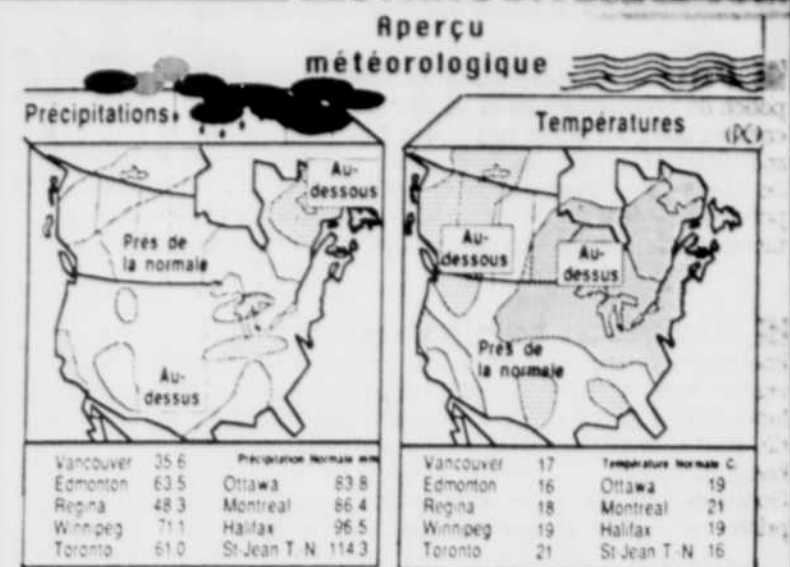 Aperçu
météorologique
Précipitations
Températures
(PC)
Au-
dessous
Près de
la normale
Au-
dessus
Au-
dessous
Au-
dessus
Près de
la normale
Précipitation Normale mm
Vancouver 35.6
Edmonton 63.5 Ottawa 83.8
Regina 48.3 Montreal 86.4
Winnipeg 71.1 Halifax 96.5
Toronto 61.0 St-Jean T.-N. 114.3
Température Normale C.
Vancouver 17
Edmonton 16 Ottawa 19
Regina 18 Montreal 21
Winnipeg 19 Halifax 19
Toronto 21 St-Jean T.-N 16